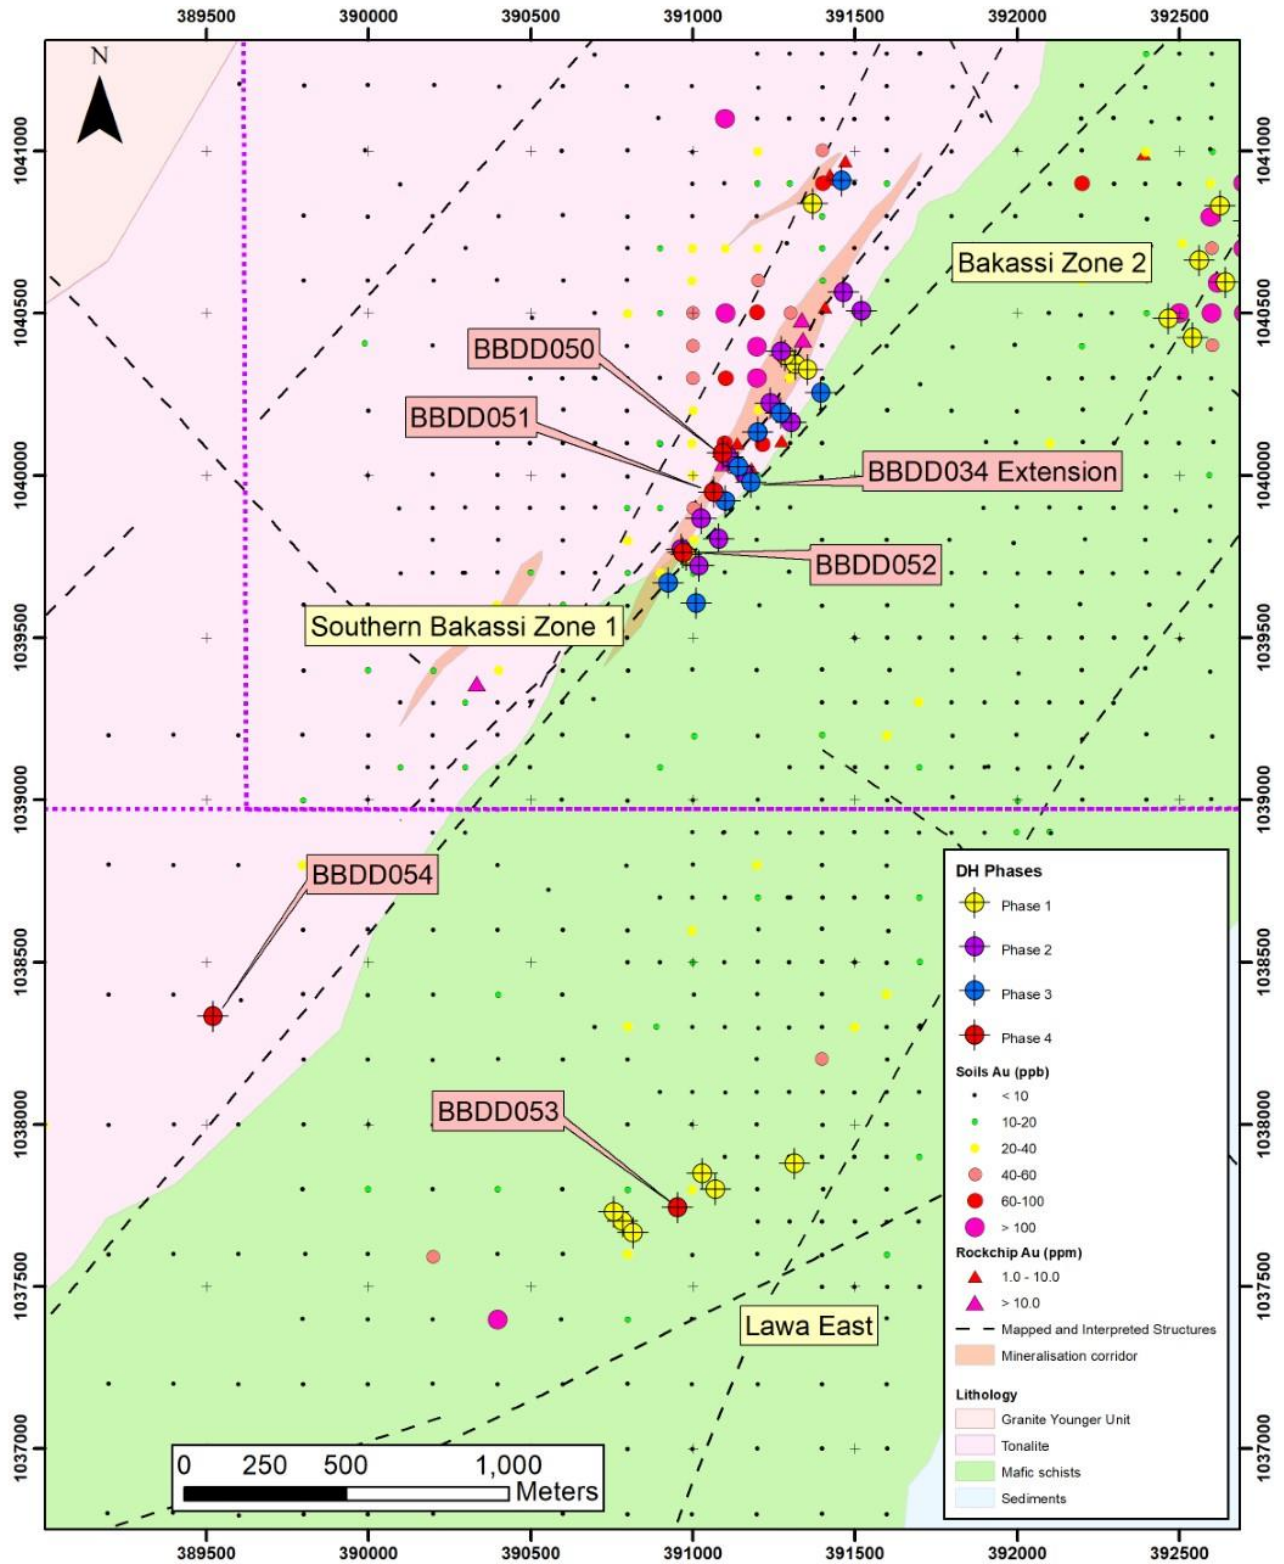 389500 390000 390500 391000 391500 392000 392500
N
1041000 1041000
Bakassi Zone 2
1040500 1040500
BBDD050
BBDD051
BBDD034 Extension
1040000 1040000
BBDD052
Southern Bakassi Zone 1
1039500 1039500
1039000 1039000
BBDD054
1038500 1038500
BBDD053
1038000 1038000
1037500 1037500
Lawa East
1037000 1037000
DH Phases
Phase 1
Phase 2
Phase 3
Phase 4
Soils Au (ppb)
< 10
10-20
20-40
40-60
60-100
> 100
Rockchip Au (ppm)
1.0 - 10.0
> 10.0
Mapped and Interpreted Structures
Mineralisation corridor
Lithology
Granite Younger Unit
Tonalite
Mafic schists
Sediments
0 250 500 1,000
Meters
389500 390000 390500 391000 391500 392000 392500